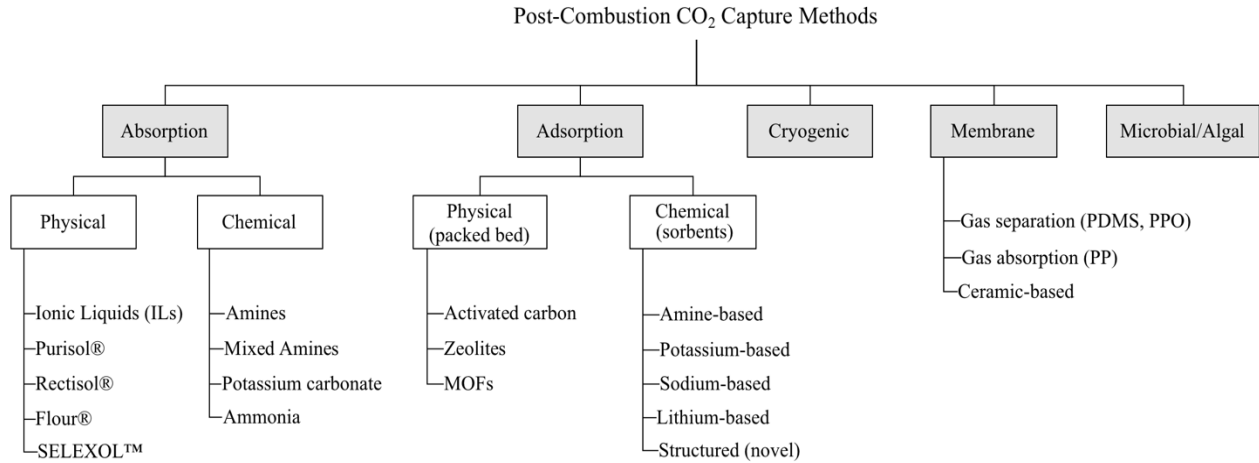 Post-Combustion CO₂ Capture Methods
Absorption
Adsorption
Cryogenic
Membrane
Microbial/Algal
Physical
Chemical
Physical
(packed bed)
Chemical
(sorbents)
Ionic Liquids (ILs)
Purisol®
Rectisol®
Flour®
SELEXOL™
Amines
Mixed Amines
Potassium carbonate
Ammonia
Activated carbon
Zeolites
MOFs
Amine-based
Potassium-based
Sodium-based
Lithium-based
Structured (novel)
Gas separation (PDMS, PPO)
Gas absorption (PP)
Ceramic-based